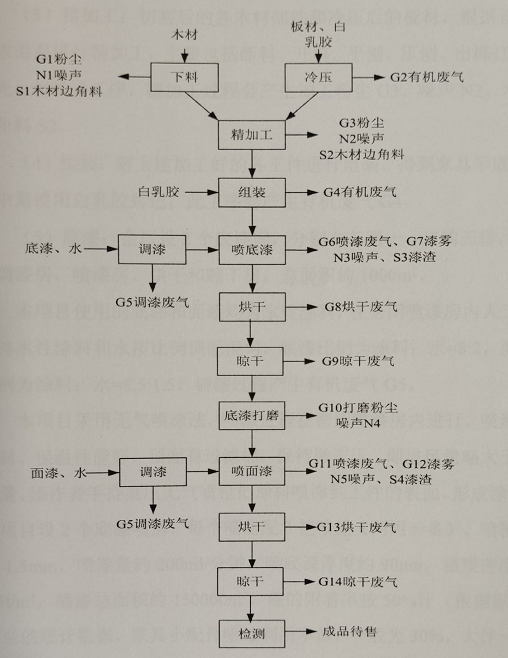 木材
板材、白
乳胶
G1粉尘
N1噪声
S1木材边角料
下料
冷压
G2有机废气
精加工
G3粉尘
N2噪声
S2木材边角料
白乳胶
组装
G4有机废气
底漆、水
调漆
喷底漆
G6喷漆废气、G7漆雾
N3噪声、S3漆渣
G5调漆废气
烘干
G8烘干废气
晾干
G9晾干废气
底漆打磨
G10打磨粉尘
噪声N4
面漆、水
调漆
喷面漆
G11喷漆废气、G12漆雾
N5噪声、S4漆渣
G5调漆废气
烘干
G13烘干废气
晾干
G14晾干废气
检测
成品待售